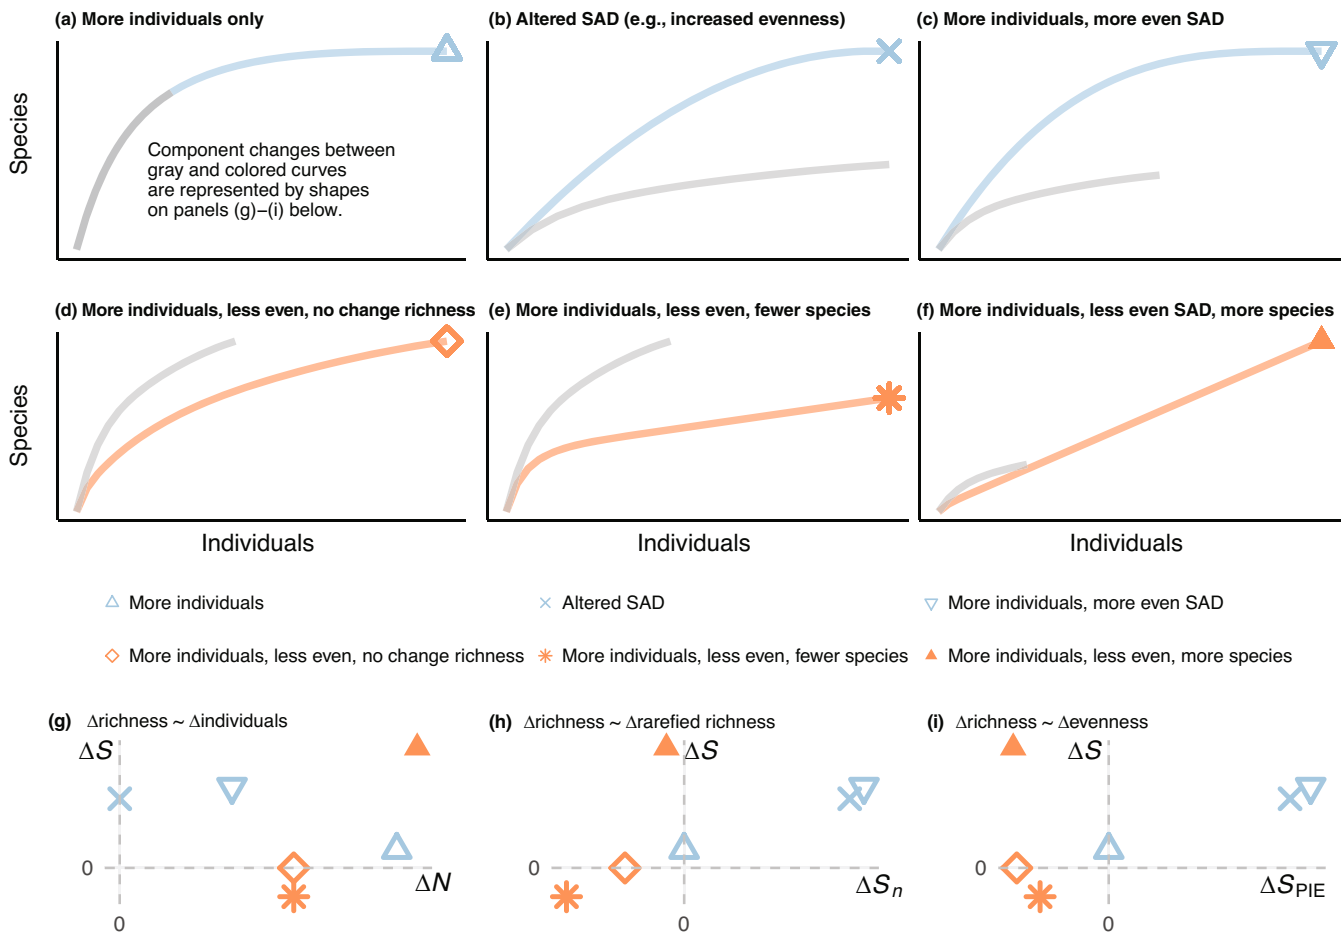 (a) More individuals only
(b) Altered SAD (e.g., increased evenness)
(c) More individuals, more even SAD
Species
Component changes between
gray and colored curves
are represented by shapes
on panels (g)−(i) below.
(d) More individuals, less even, no change richness
(e) More individuals, less even, fewer species
(f) More individuals, less even SAD, more species
Species
Individuals
Individuals
Individuals
More individuals
Altered SAD
More individuals, more even SAD
More individuals, less even, no change richness
More individuals, less even, fewer species
More individuals, less even, more species
(g) Δrichness ~ Δindividuals
(h) Δrichness ~ Δrarefied richness
(i) Δrichness ~ Δevenness
ΔS
ΔS
ΔS
0
ΔN
0
0
ΔSn
0
0
ΔSPIE
0